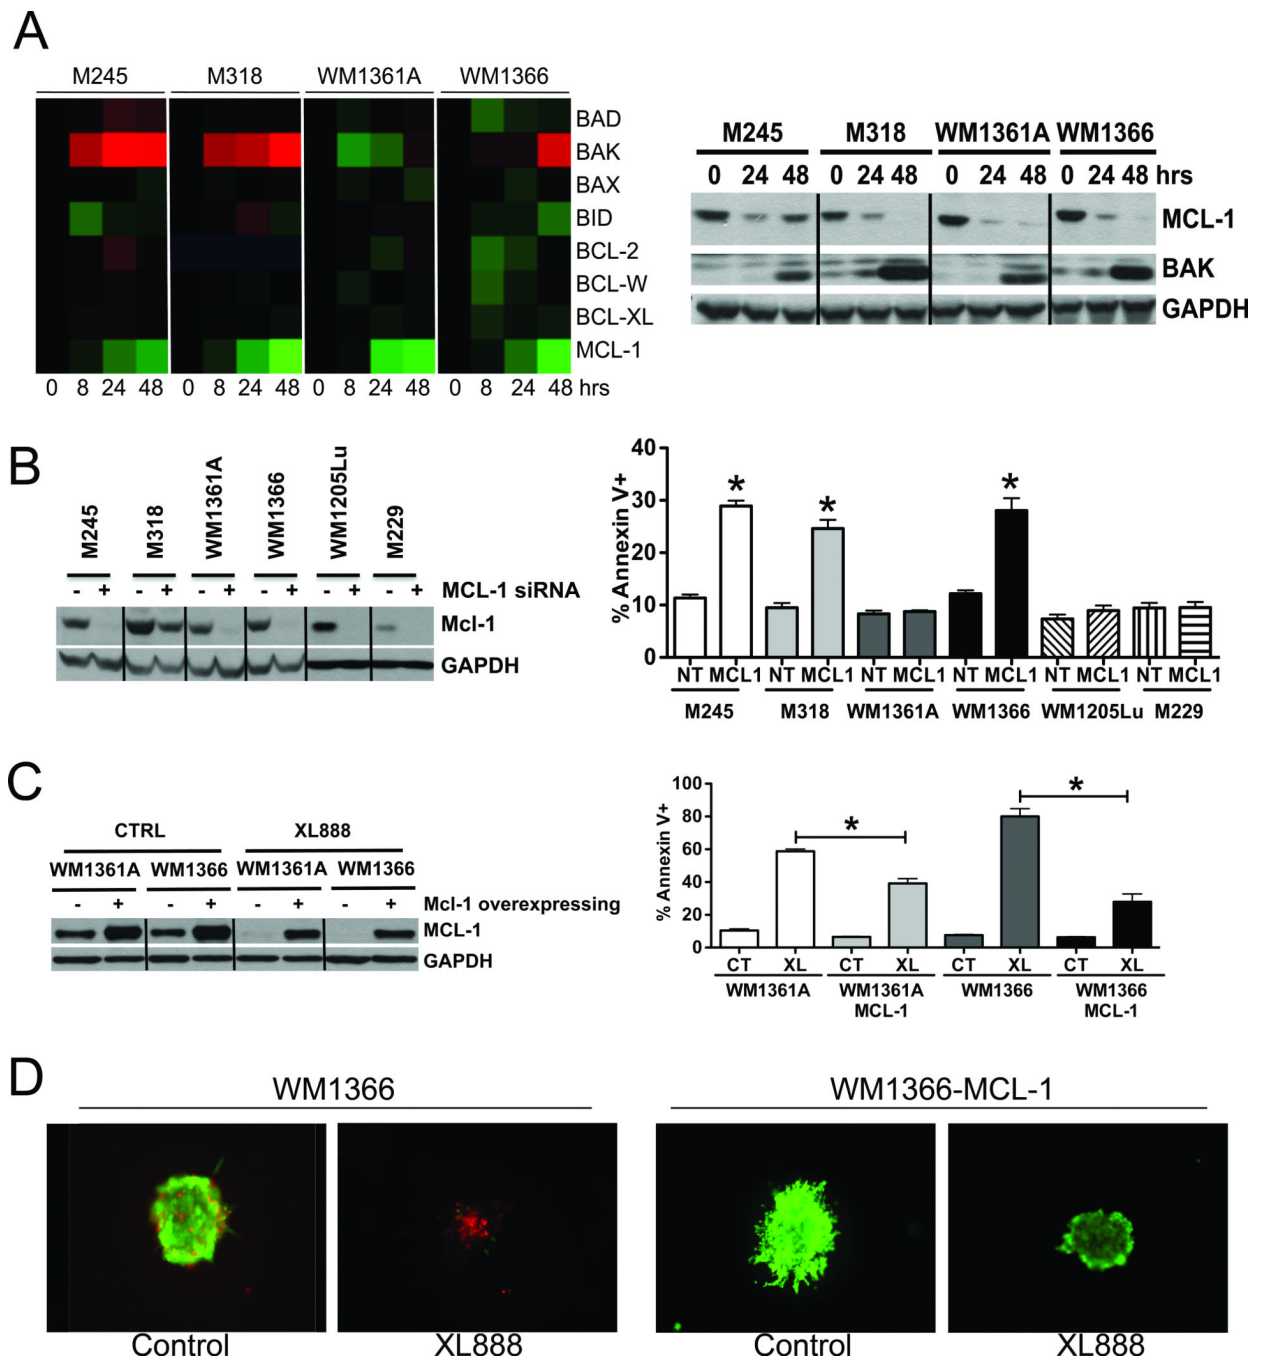 A
M245 M318 WM1361A WM1366
BAD
BAK
BAX
BID
BCL-2
BCL-W
BCL-XL
MCL-1
0 8 24 48 0 8 24 48 0 8 24 48 0 8 24 48 hrs
M245 M318 WM1361A WM1366
0 24 48 0 24 48 0 24 48 0 24 48 hrs
MCL-1
BAK
GAPDH
B
M245 M318 WM1361A WM1366 WM1205Lu M229
- + - + - + - + - + - + MCL-1 siRNA
Mcl-1
GAPDH
% Annexin V+
40
30
20
10
0
* * *
NT MCL1 NT MCL1 NT MCL1 NT MCL1 NT MCL1 NT MCL1
M245 M318 WM1361A WM1366 WM1205Lu M229
C
CTRL XL888
WM1361A WM1366 WM1361A WM1366
- + - + - + - + Mcl-1 overexpressing
MCL-1
GAPDH
% Annexin V+
100
80
60
40
20
0
* *
CT XL CT XL CT XL CT XL
WM1361A WM1361A WM1366 WM1366
MCL-1 MCL-1
D
WM1366 WM1366-MCL-1
Control XL888 Control XL888